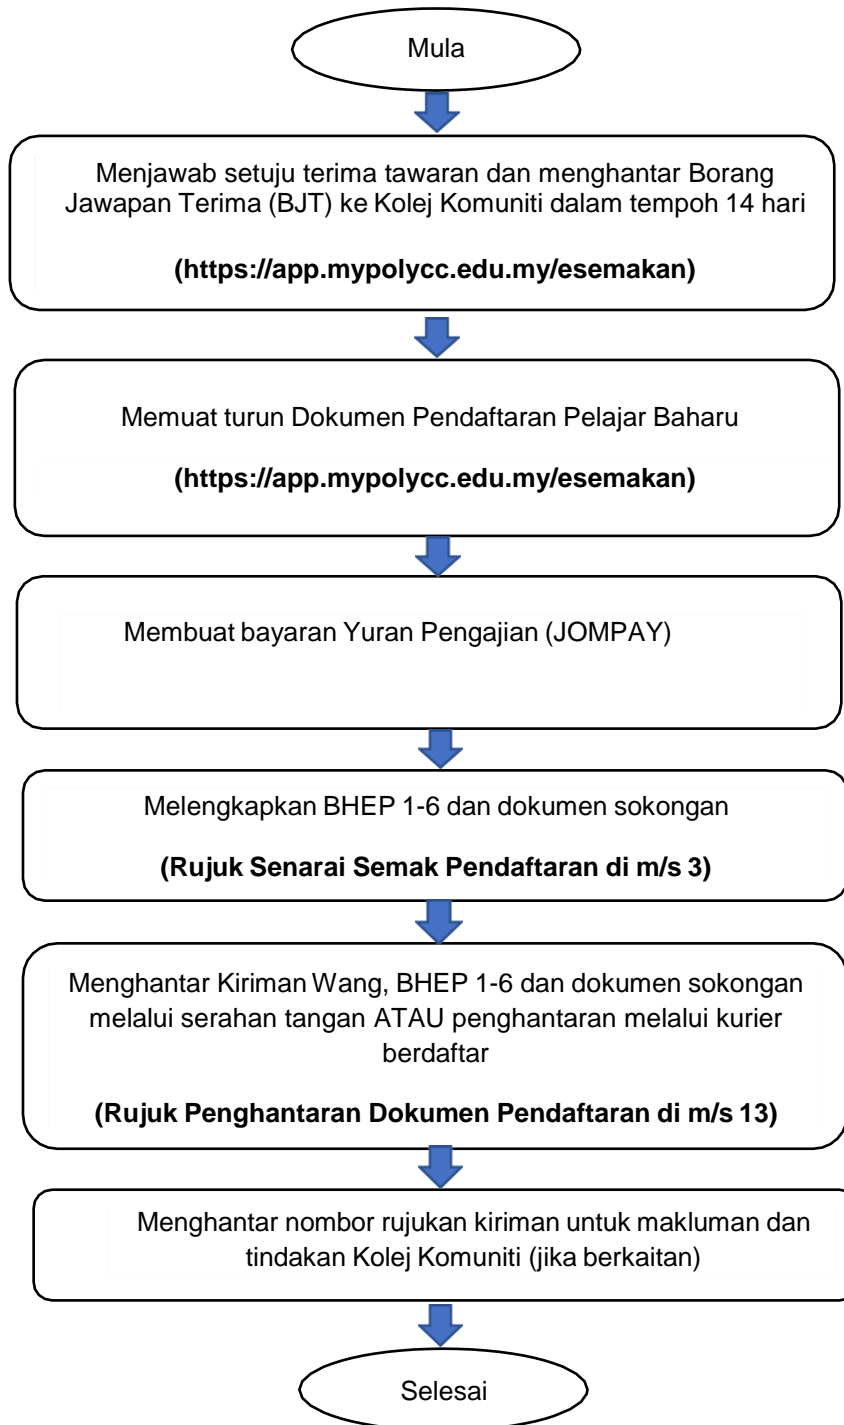 Mula
Menjawab setuju terima tawaran dan menghantar Borang
Jawapan Terima (BJT) ke Kolej Komuniti dalam tempoh 14 hari
(https://app.mypolycc.edu.my/esemakan)
Memuat turun Dokumen Pendaftaran Pelajar Baharu
(https://app.mypolycc.edu.my/esemakan)
Membuat bayaran Yuran Pengajian (JOMPAY)
Melengkapkan BHEP 1-6 dan dokumen sokongan
(Rujuk Senarai Semak Pendaftaran di m/s 3)
Menghantar Kiriman Wang, BHEP 1-6 dan dokumen sokongan
melalui serahan tangan ATAU penghantaran melalui kurier
berdaftar
(Rujuk Penghantaran Dokumen Pendaftaran di m/s 13)
Menghantar nombor rujukan kiriman untuk makluman dan
tindakan Kolej Komuniti (jika berkaitan)
Selesai